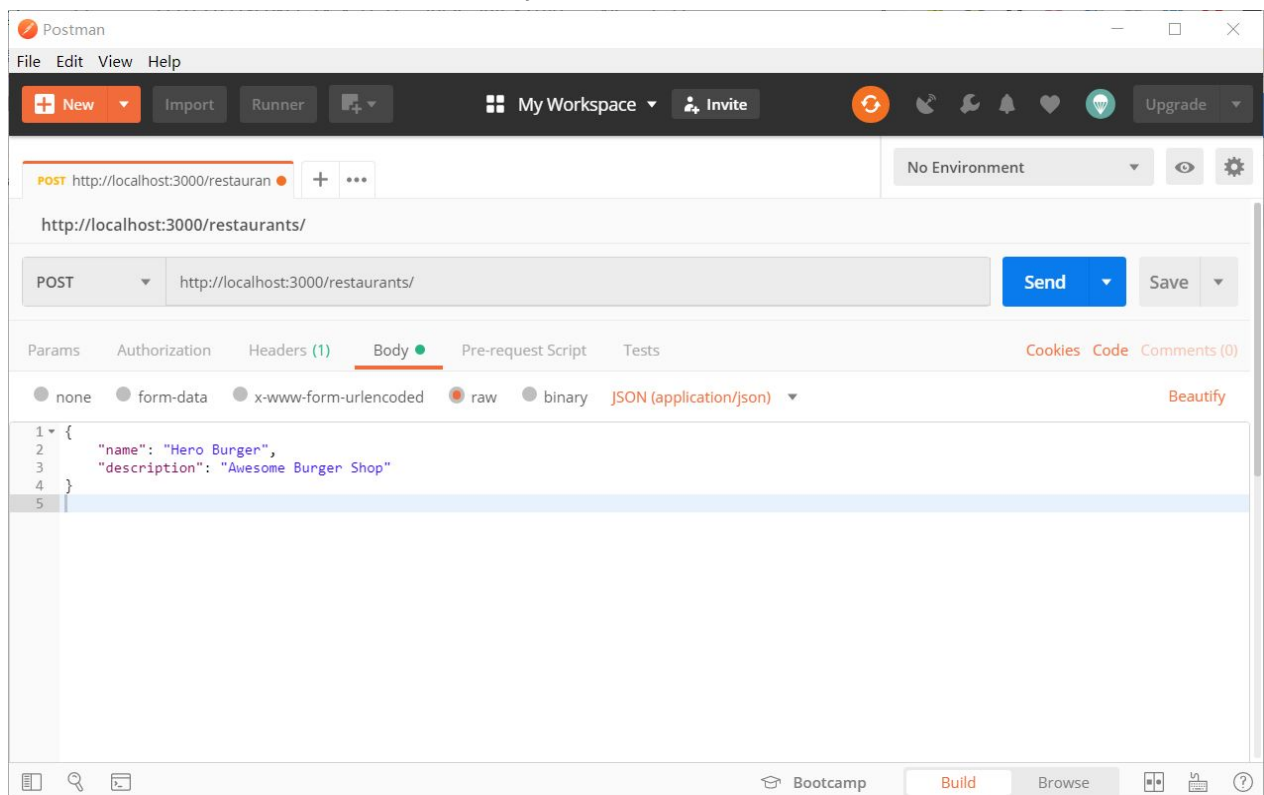 Postman
File Edit View Help
New Import Runner My Workspace Invite Upgrade
POST http://localhost:3000/restauran No Environment
http://localhost:3000/restaurants/
POST http://localhost:3000/restaurants/ Send Save
Params Authorization Headers (1) Body Pre-request Script Tests Cookies Code Comments (0)
none form-data x-www-form-urlencoded raw binary JSON (application/json) Beautify
1 {
2 "name": "Hero Burger",
3 "description": "Awesome Burger Shop"
4 }
5
Bootcamp Build Browse